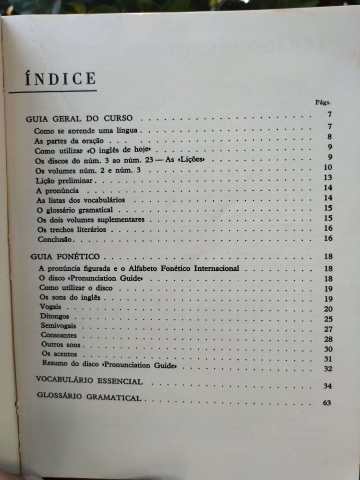 ÍNDICE
Págs.
GUIA GERAL DO CURSO . . . . . . . . . . . . . . . . . . 7
Como se aprende uma língua . . . . . . . . . . . . . . . . . . 7
As partes da oração . . . . . . . . . . . . . . . . . . 8
Como utilizar «O inglês de hoje» . . . . . . . . . . . . . . . . . . 9
Os discos do núm. 3 ao núm. 23 — As «Lições» . . . . . . . . . . . . 9
Os volumes núm. 2 e núm. 3 . . . . . . . . . . . . . . . . . . 10
Lição preliminar . . . . . . . . . . . . . . . . . . 13
A pronúncia . . . . . . . . . . . . . . . . . . 14
As listas dos vocabulários . . . . . . . . . . . . . . . . . . 14
O glossário gramatical . . . . . . . . . . . . . . . . . . 15
Os dois volumes suplementares . . . . . . . . . . . . . . . . . . 15
Os trechos literários . . . . . . . . . . . . . . . . . . 16
Conclusão . . . . . . . . . . . . . . . . . . 16
GUIA FONÉTICO . . . . . . . . . . . . . . . . . . 18
A pronúncia figurada e o Alfabeto Fonético Internacional . . . . . . . . . 18
O disco «Pronunciation Guide» . . . . . . . . . . . . . . . . . . 18
Como utilizar o disco . . . . . . . . . . . . . . . . . . 19
Os sons do inglês . . . . . . . . . . . . . . . . . . 19
Vogais . . . . . . . . . . . . . . . . . . 20
Ditongos . . . . . . . . . . . . . . . . . . 25
Semivogais . . . . . . . . . . . . . . . . . . 27
Consoantes . . . . . . . . . . . . . . . . . . 28
Outros sons . . . . . . . . . . . . . . . . . . 30
Os acentos . . . . . . . . . . . . . . . . . . 31
Resumo do disco «Pronunciation Guide» . . . . . . . . . . . . . . . 32
VOCABULÁRIO ESSENCIAL . . . . . . . . . . . . . . . . . . 34
GLOSSÁRIO GRAMATICAL . . . . . . . . . . . . . . . . . . 63